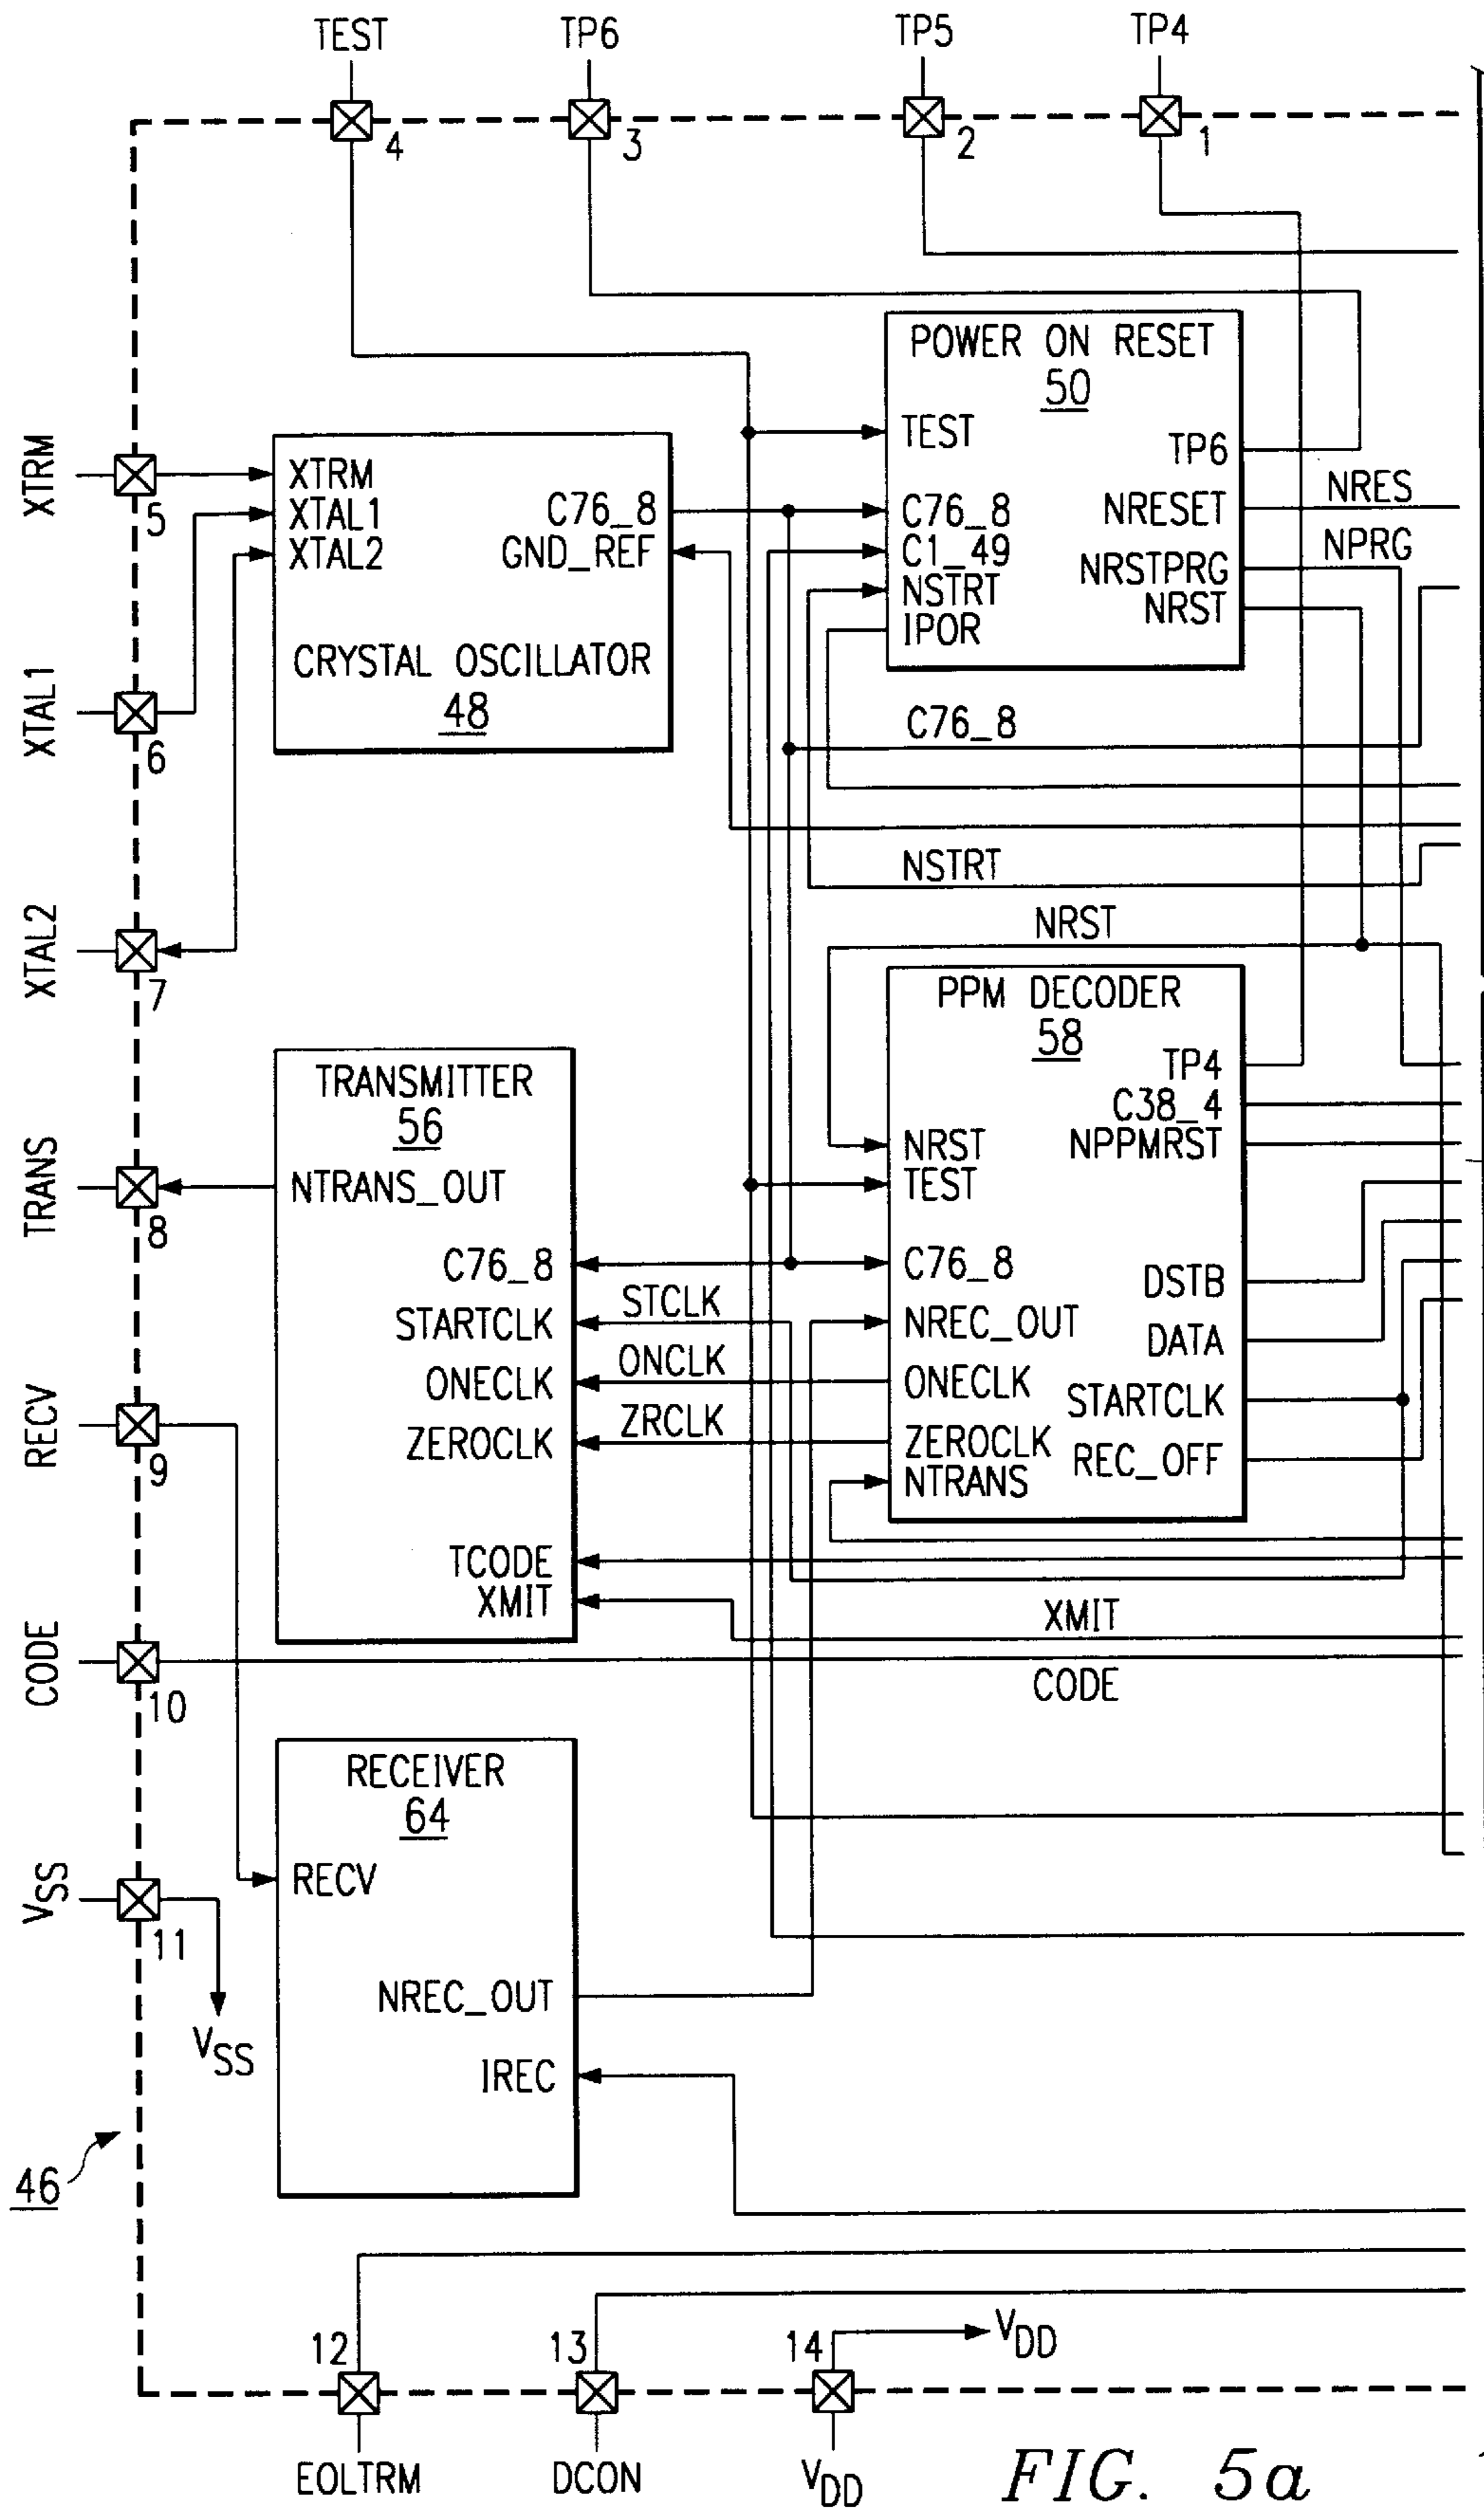 TEST
TP6
TP5
TP4
4
3
2
1
POWER ON RESET
50
TEST
TP6
C76_8
NRESET
NRES
C1_49
NPRG
NSTRT
NRSTPRG
IPOR
NRST
XTRM
5
XTRM
XTAL1
C76_8
XTAL2
GND_REF
CRYSTAL OSCILLATOR
48
XTAL1
6
C76_8
NSTRT
NRST
XTAL2
7
PPM DECODER
58
TP4
C38_4
NRST
NPPMRST
TEST
C76_8
DSTB
NREC_OUT
DATA
ONECLK
STARTCLK
ZEROCLK
REC_OFF
NTRANS
TRANSMITTER
56
TRANS
8
NTRANS_OUT
C76_8
STARTCLK
STCLK
ONECLK
ONCLK
ZEROCLK
ZRCLK
TCODE
XMIT
XMIT
RECV
9
CODE
10
CODE
RECEIVER
64
RECV
NREC_OUT
IREC
VSS
11
VSS
46
12
13
14
VDD
EOLTRM
DCON
VDD
FIG. 5a